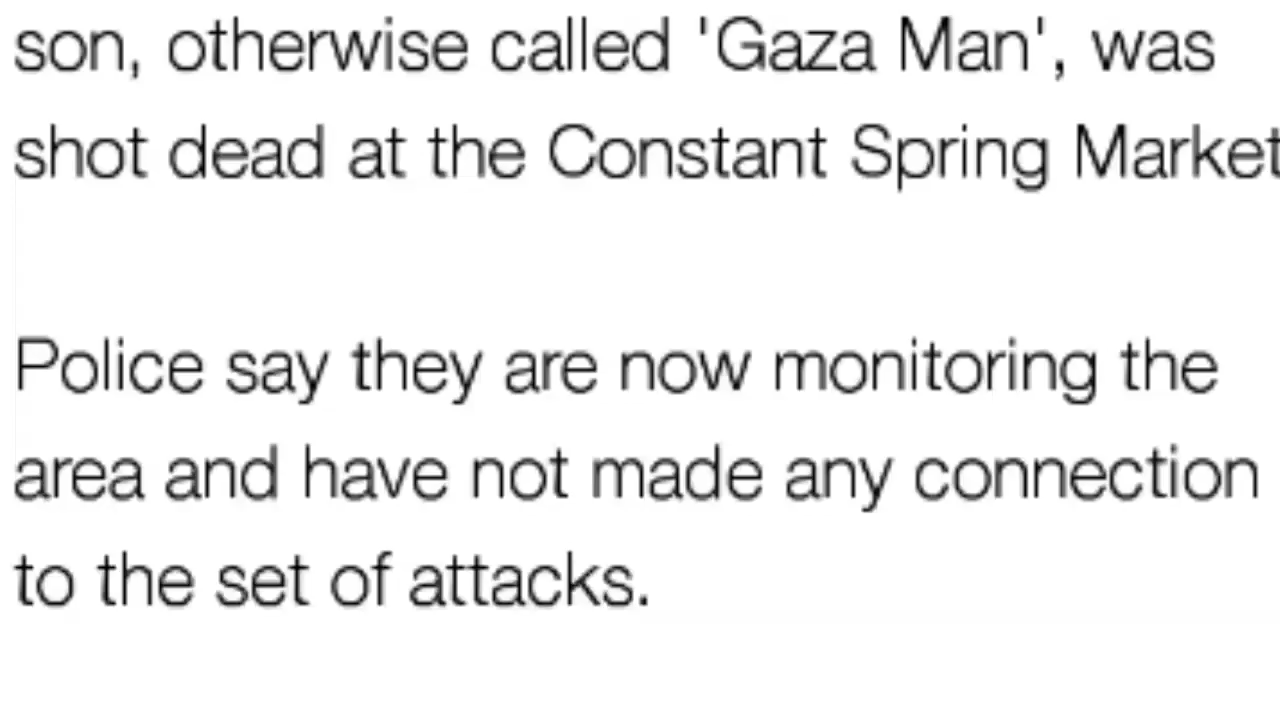 son, otherwise called 'Gaza Man', was
shot dead at the Constant Spring Market
Police say they are now monitoring the
area and have not made any connection
to the set of attacks.